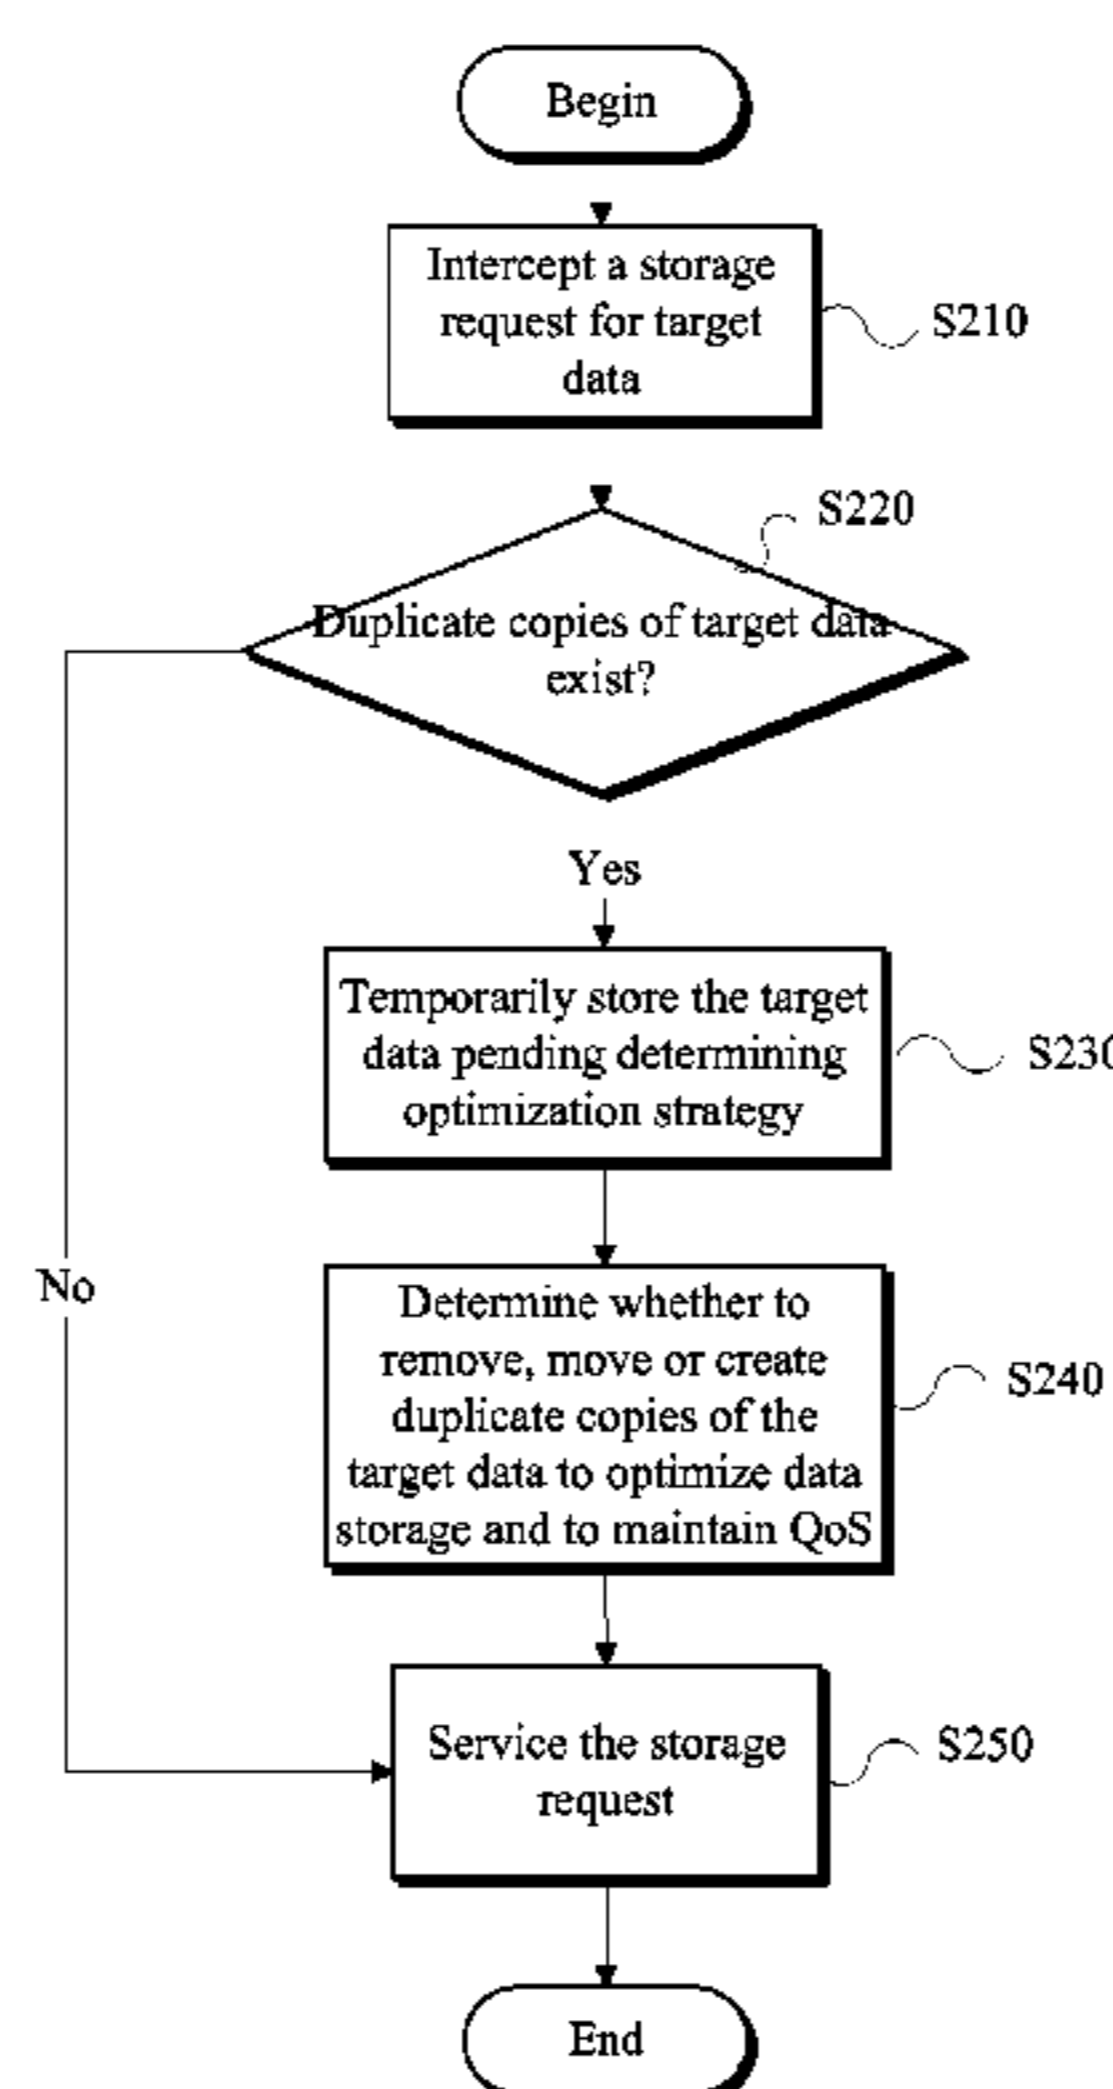 Begin
Intercept a storage
request for target
data
S210
S220
Duplicate copies of target data
exist?
Yes
Temporarily store the target
data pending determining
optimization strategy
S230
No
Determine whether to
remove, move or create
duplicate copies of the
target data to optimize data
storage and to maintain QoS
S240
Service the storage
request
S250
End